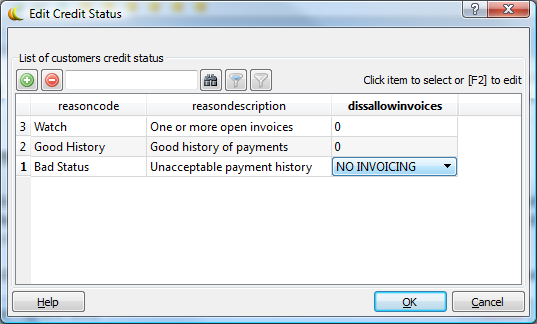 Edit Credit Status
List of customers credit status
Click item to select or [F2] to edit
reasoncode reasondescription dissallowinvoices
3 Watch One or more open invoices 0
2 Good History Good history of payments 0
1 Bad Status Unacceptable payment history NO INVOICING
Help OK Cancel